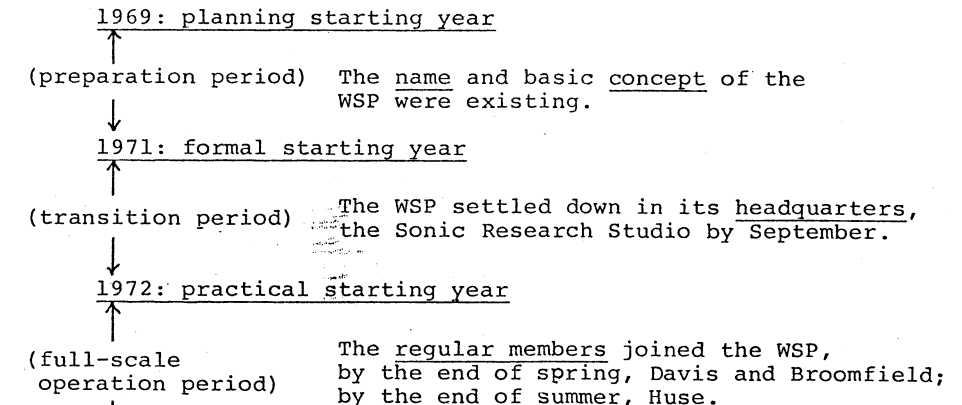 1969: planning starting year
(preparation period) The name and basic concept of the
WSP were existing.
1971: formal starting year
(transition period) The WSP settled down in its headquarters,
the Sonic Research Studio by September.
1972: practical starting year
(full-scale
operation period)
The regular members joined the WSP,
by the end of spring, Davis and Broomfield;
by the end of summer, Huse.